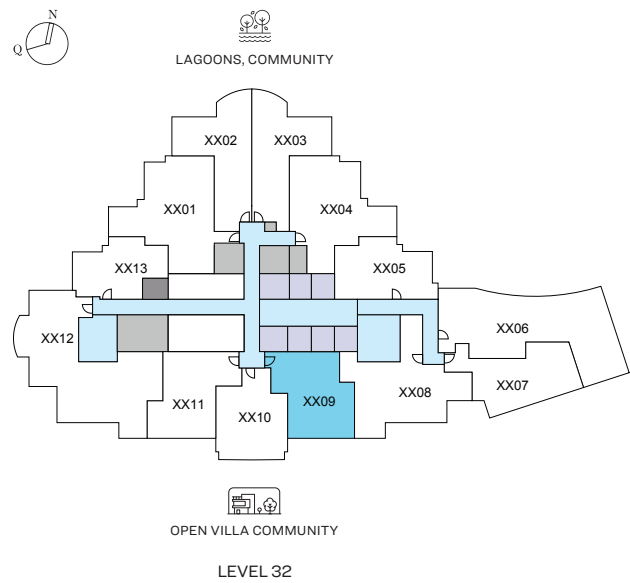 N
Q
LAGOONS, COMMUNITY
XX02
XX03
XX01
XX04
XX13
XX05
XX12
XX06
XX07
XX08
XX11
XX09
XX10
OPEN VILLA COMMUNITY
LEVEL 32